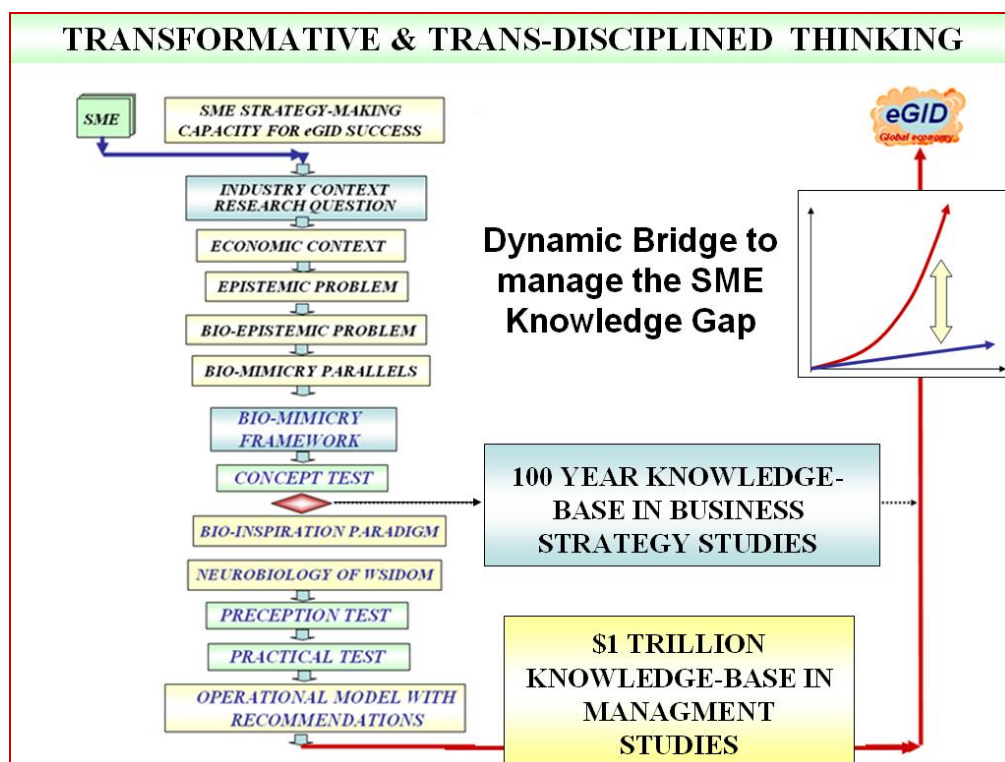 TRANSFORMATIVE & TRANS-DISCIPLINED THINKING
SME
SME STRATEGY-MAKING
CAPACITY FOR eGID SUCCESS
eGID
Global economy
INDUSTRY CONTEXT
RESEARCH QUESTION
ECONOMIC CONTEXT
EPISTEMIC PROBLEM
BIO-EPISTEMIC PROBLEM
BIO-MIMICRY PARALLELS
Dynamic Bridge to
manage the SME
Knowledge Gap
BIO-MIMICRY
FRAMEWORK
CONCEPT TEST
100 YEAR KNOWLEDGE-
BASE IN BUSINESS
STRATEGY STUDIES
BIO-INSPIRATION PARADIGM
NEUROBIOLOGY OF WSIDOM
PRECEPTION TEST
PRACTICAL TEST
OPERATIONAL MODEL WITH
RECOMMENDATIONS
$1 TRILLION
KNOWLEDGE-BASE IN
MANAGMENT
STUDIES